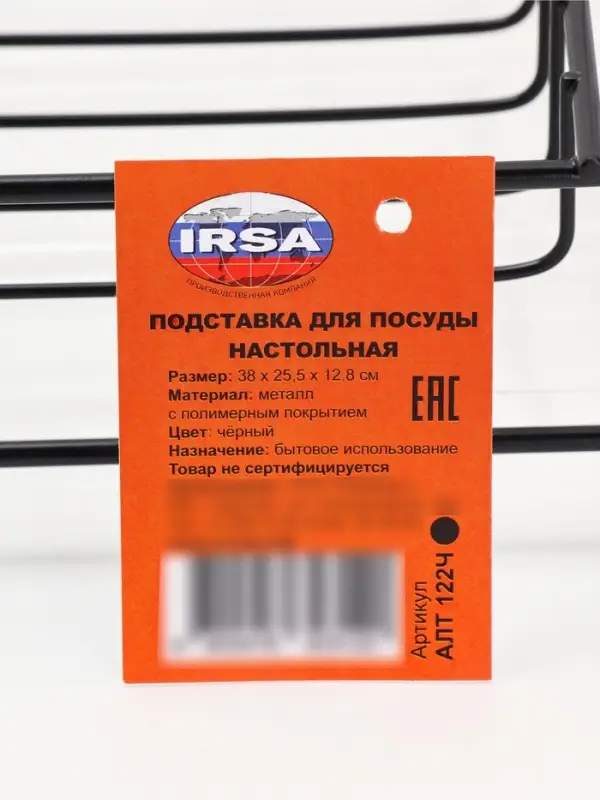 IRSA
ПРОИЗВОДСТВЕННАЯ КОМПАНИЯ
ПОДСТАВКА ДЛЯ ПОСУДЫ
НАСТОЛЬНАЯ
Размер: 38 х 25,5 х 12.8 см
Материал: металл
с полимерным покрытием
Цвет: чёрный
Назначение: бытовое использование
Товар не сертифицируется
ЕАС
Артикул
АЛТ 122Ч